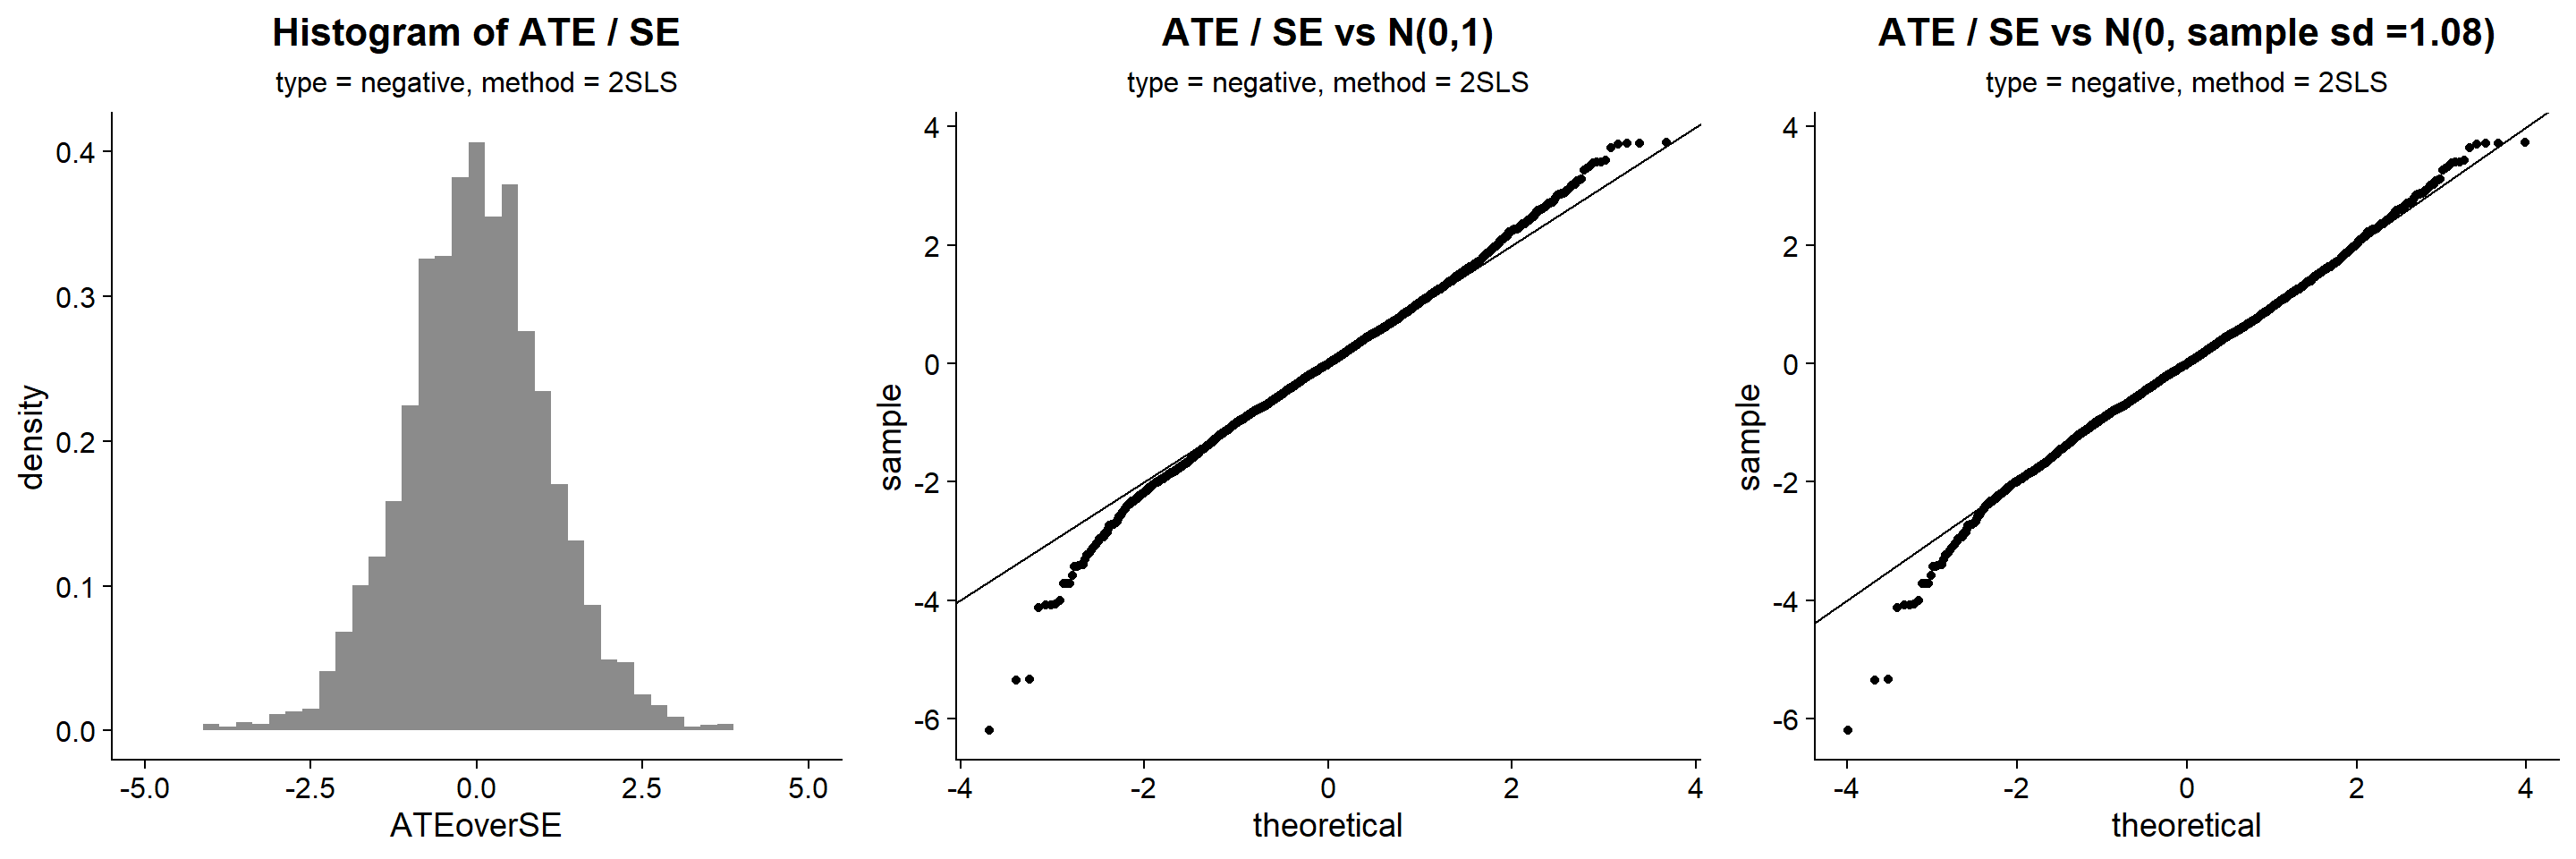 Histogram of ATE / SE
type = negative, method = 2SLS
density
0.4
0.3
0.2
0.1
0.0
-5.0
-2.5
0.0
2.5
5.0
ATEoverSE
ATE / SE vs N(0,1)
type = negative, method = 2SLS
sample
4
2
0
-2
-4
-6
-4
-2
0
2
4
theoretical
ATE / SE vs N(0, sample sd =1.08)
type = negative, method = 2SLS
sample
4
2
0
-2
-4
-6
-4
-2
0
2
4
theoretical